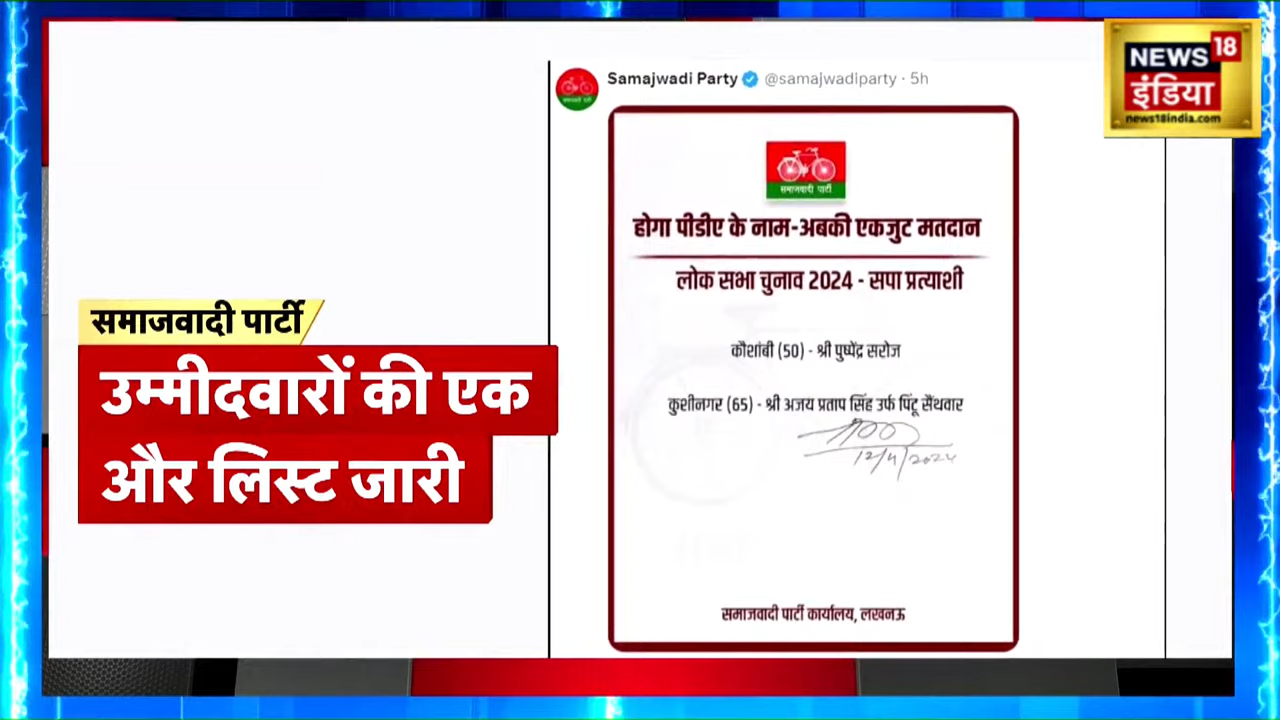 NEWS 18
इंडिया
news18india.com
Samajwadi Party @samajwadiparty · 5h
समाजवादी पार्टी
होगा पीडीए के नाम-अबकी एकजुट मतदान
लोक सभा चुनाव 2024 - सपा प्रत्याशी
कौशांबी (50) - श्री पुष्पेंद्र सरोज
कुशीनगर (65) - श्री अजय प्रताप सिंह उर्फ पिंटू सैंथवार
12/4/2024
समाजवादी पार्टी कार्यालय, लखनऊ
समाजवादी पार्टी
उम्मीदवारों की एक
और लिस्ट जारी